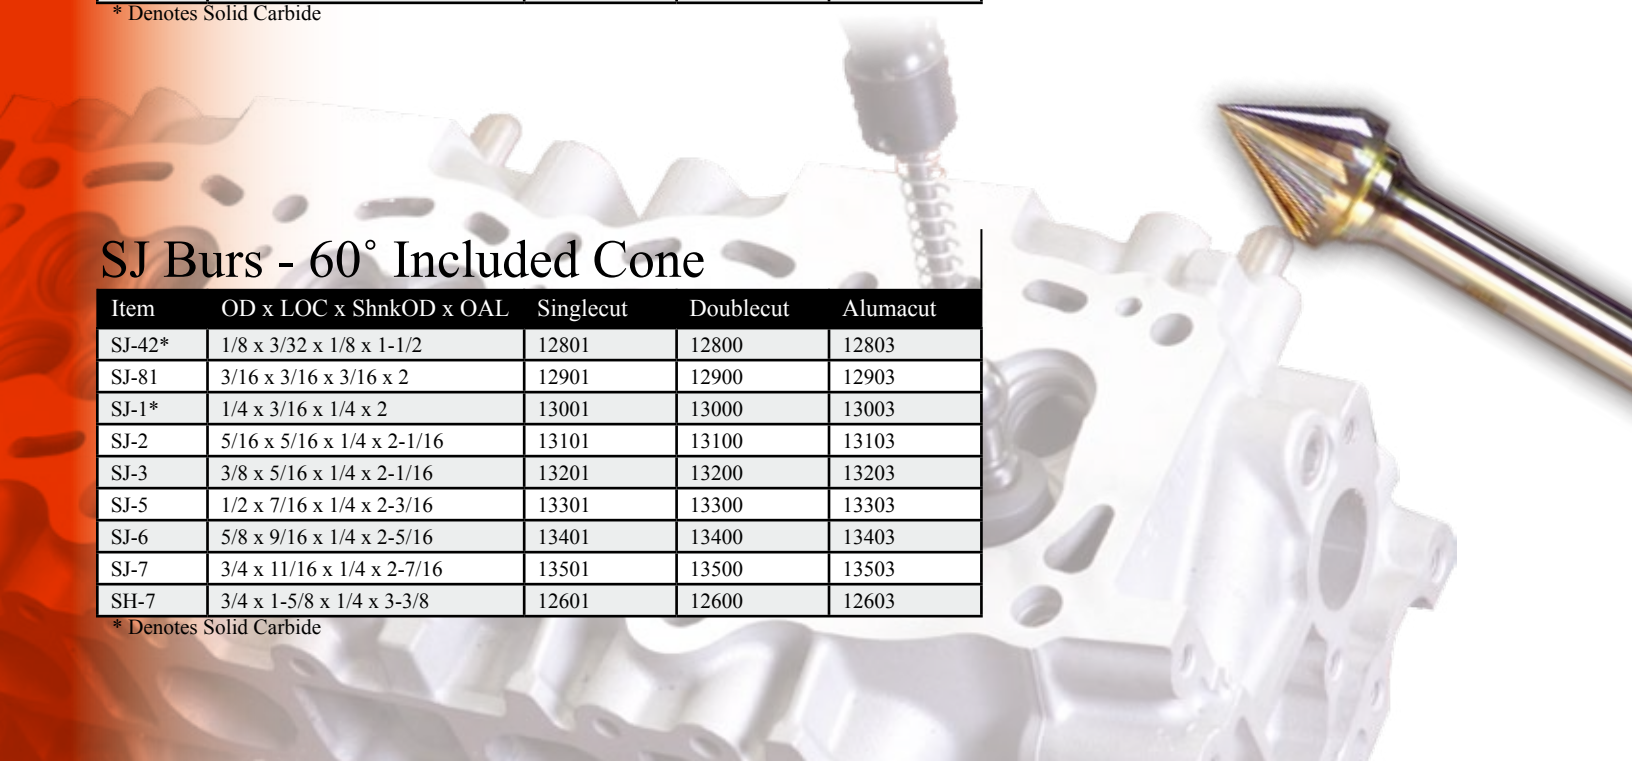 * Denotes Solid Carbide
SJ Burs - 60˚ Included Cone
Item OD x LOC x ShnkOD x OAL Singlecut Doublecut Alumacut
SJ-42* 1/8 x 3/32 x 1/8 x 1-1/2 12801 12800 12803
SJ-81 3/16 x 3/16 x 3/16 x 2 12901 12900 12903
SJ-1* 1/4 x 3/16 x 1/4 x 2 13001 13000 13003
SJ-2 5/16 x 5/16 x 1/4 x 2-1/16 13101 13100 13103
SJ-3 3/8 x 5/16 x 1/4 x 2-1/16 13201 13200 13203
SJ-5 1/2 x 7/16 x 1/4 x 2-3/16 13301 13300 13303
SJ-6 5/8 x 9/16 x 1/4 x 2-5/16 13401 13400 13403
SJ-7 3/4 x 11/16 x 1/4 x 2-7/16 13501 13500 13503
SH-7 3/4 x 1-5/8 x 1/4 x 3-3/8 12601 12600 12603
* Denotes Solid Carbide